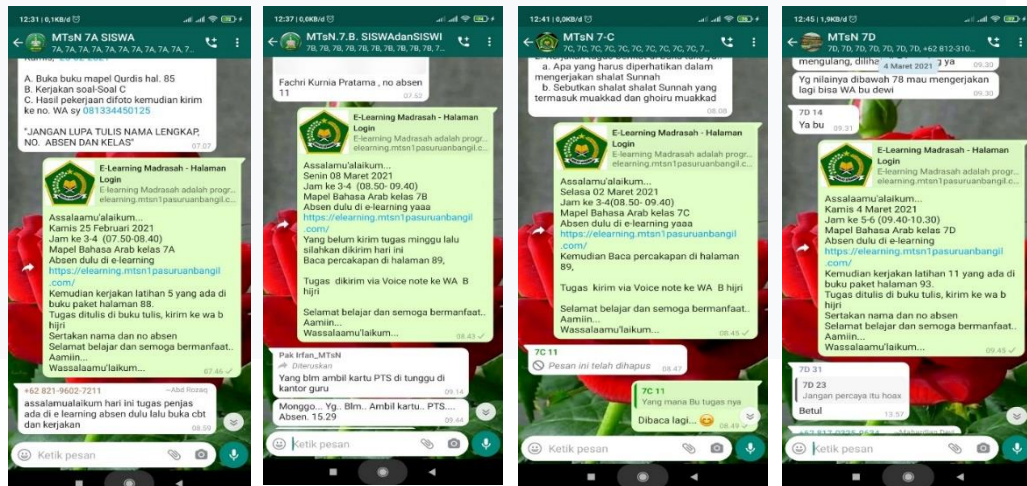 12:31 | 0,1KB/d
MTsN 7A SISWA
7A, 7A, 7A, 7A, 7A, 7A, 7A, 7A, 7A, 7A, 7...
A. Buka buku mapel Qurdis hal. 85
B. Kerjakan soal-Soal C
C. Hasil pekerjaan difoto kemudian kirim
ke no. WA sy 081334450125
"JANGAN LUPA TULIS NAMA LENGKAP,
NO. ABSEN DAN KELAS"
07.07
E-Learning Madrasah - Halaman
Login
E-learning Madrasah adalah progr...
elearning.mtsn1pasuruanbangil.c...
Assalaamu'alaikum...
Kamis 25 Februari 2021
Jam ke 3-4 (07.50-08.40)
Mapel Bahasa Arab kelas 7A
Absen dulu di e-learning
https://elearning.mtsn1pasuruanbangil
.com/
Kemudian kerjakan latihan 5 yang ada di
buku paket halaman 88.
Tugas ditulis di buku tulis, kirim ke wa b
hijri
Sertakan nama dan no absen
Selamat belajar dan semoga bermanfaat..
Aamiin...
Wassalaamu'laikum...
07.46
+62 821-9602-7211
~Abd Rozaq
assalamualaikum hari ini tugas penjas
ada di e learning absen dulu lalu buka cbt
dan kerjakan
08.59
Ketik pesan
12:37 | 0,0KB/d
MTsN.7.B. SISWAdanSISWI
7B, 7B, 7B, 7B, 7B, 7B, 7B, 7B, 7B, 7B, 7...
Fachri Kurnia Pratama , no absen
11
07.52
E-Learning Madrasah - Halaman
Login
E-learning Madrasah adalah progr...
elearning.mtsn1pasuruanbangil.c...
Assalamu'alaikum...
Senin 08 Maret 2021
Jam ke 3-4 (08.50- 09.40)
Mapel Bahasa Arab kelas 7B
Absen dulu di e-learning yaaa
https://elearning.mtsn1pasuruanbangil
.com/
Yang belum kirim tugas minggu lalu
silahkan dikirim hari ini
Baca percakapan di halaman
89,
Tugas dikirim via Voice note ke WA B
hijri
Selamat belajar dan semoga bermanfaat..
Aamiin...
Wassalaamu'laikum...
08.43
Pak Irfan_MTsN
Diteruskan
Yang blm ambil kartu PTS di tunggu di
kantor guru
09.14
Monggo... Yg.. Blm.. Ambil kartu.. PTS....
Absen. 15.29
09.44
Ketik pesan
12:41 | 0,0KB/d
MTsN 7-C
7C, 7C, 7C, 7C, 7C, 7C, 7C, 7C, 7C, 7C, 7...
a. Apa yang harus diperhatikan dalam
mengerjakan shalat Sunnah
b. Sebutkan shalat shalat Sunnah yang
termasuk muakkad dan ghoiru muakkad
08.08
E-Learning Madrasah - Halaman
Login
E-learning Madrasah adalah progr...
elearning.mtsn1pasuruanbangil.c...
Assalamu'alaikum...
Selasa 02 Maret 2021
Jam ke 3-4(08.50- 09.40)
Mapel Bahasa Arab kelas 7C
Absen dulu di e-learning yaaa
https://elearning.mtsn1pasuruanbangil
.com/
Kemudian Baca percakapan di halaman
89,
Tugas kirim via Voice note ke WA B hijri
Selamat belajar dan semoga bermanfaat..
Aamiin...
Wassalaamu'laikum...
08.45
7C 11
Pesan ini telah dihapus
08.47
7C 11
Yang mana Bu tugas nya
Dibaca lagi... 😊
08.49
Ketik pesan
12:45 | 1,9KB/d
MTsN 7D
7D, 7D, 7D, 7D, 7D, 7D, +62 812-310...
mengulang, diliha
4 Maret 2021
ya
09.30
Yg nilainya dibawah 78 mau mengerjakan
lagi bisa WA bu dewi
09.30
7D 14
Ya bu
09.31
E-Learning Madrasah - Halaman
Login
E-learning Madrasah adalah progr...
elearning.mtsn1pasuruanbangil.c...
Assalaamu'alaikum...
Kamis 4 Maret 2021
Jam ke 5-6 (09.40-10.30)
Mapel Bahasa Arab kelas 7D
Absen dulu di e-learning
https://elearning.mtsn1pasuruanbangil
.com/
Kemudian kerjakan latihan 11 yang ada di
buku paket halaman 93.
Tugas ditulis di buku tulis, kirim ke wa b
hijri
Sertakan nama dan no absen
Selamat belajar dan semoga bermanfaat..
Aamiin...
Wassalaamu'laikum...
09.45
7D 31
7D 23
Jangan percaya itu hoax
Betul
13.57
Ketik pesan